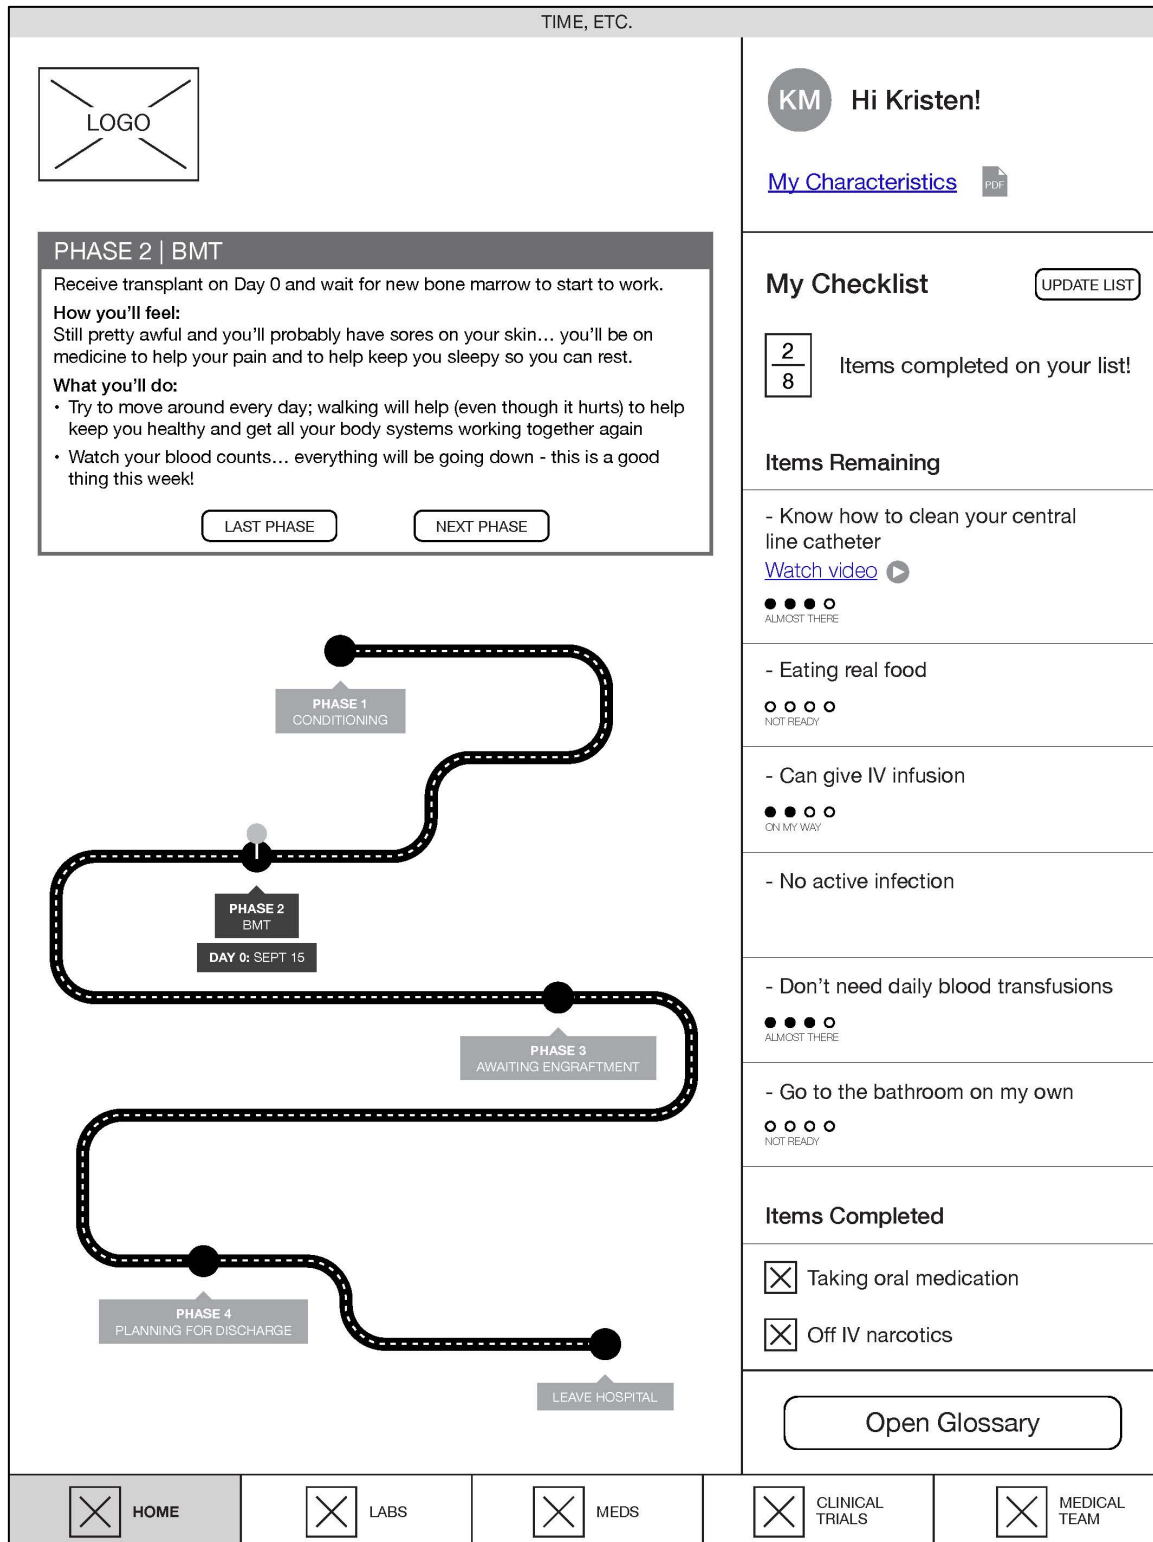 TIME, ETC.
LOGO
PHASE 2 | BMT
Receive transplant on Day 0 and wait for new bone marrow to start to work.
How you'll feel:
Still pretty awful and you'll probably have sores on your skin... you'll be on
medicine to help your pain and to help keep you sleepy so you can rest.
What you'll do:
• Try to move around every day; walking will help (even though it hurts) to help
keep you healthy and get all your body systems working together again
• Watch your blood counts... everything will be going down - this is a good
thing this week!
LAST PHASE
NEXT PHASE
PHASE 1
CONDITIONING
PHASE 2
BMT
DAY 0: SEPT 15
PHASE 3
AWAITING ENGRAFTMENT
PHASE 4
PLANNING FOR DISCHARGE
LEAVE HOSPITAL
KM
Hi Kristen!
My Characteristics
PDF
My Checklist
UPDATE LIST
2
8
Items completed on your list!
Items Remaining
- Know how to clean your central
line catheter
Watch video
ALMOST THERE
- Eating real food
NOT READY
- Can give IV infusion
ON MY WAY
- No active infection
- Don't need daily blood transfusions
ALMOST THERE
- Go to the bathroom on my own
NOT READY
Items Completed
Taking oral medication
Off IV narcotics
Open Glossary
HOME
LABS
MEDS
CLINICAL
TRIALS
MEDICAL
TEAM